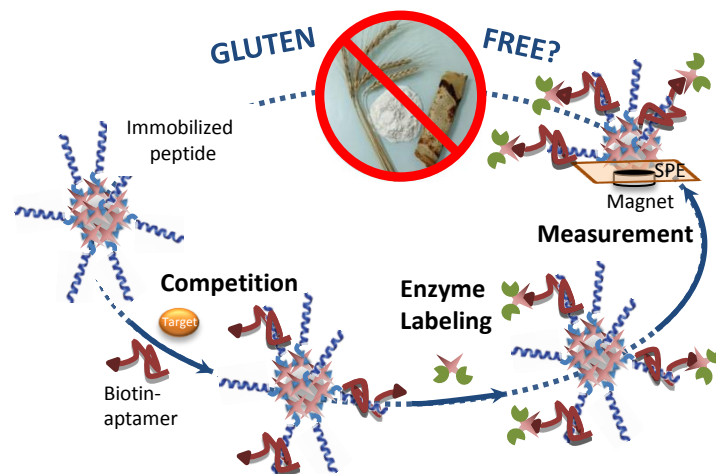 GLUTEN
FREE?
Immobilized
peptide
SPE
Magnet
Measurement
Competition
Target
Enzyme
Labeling
Biotin-
aptamer